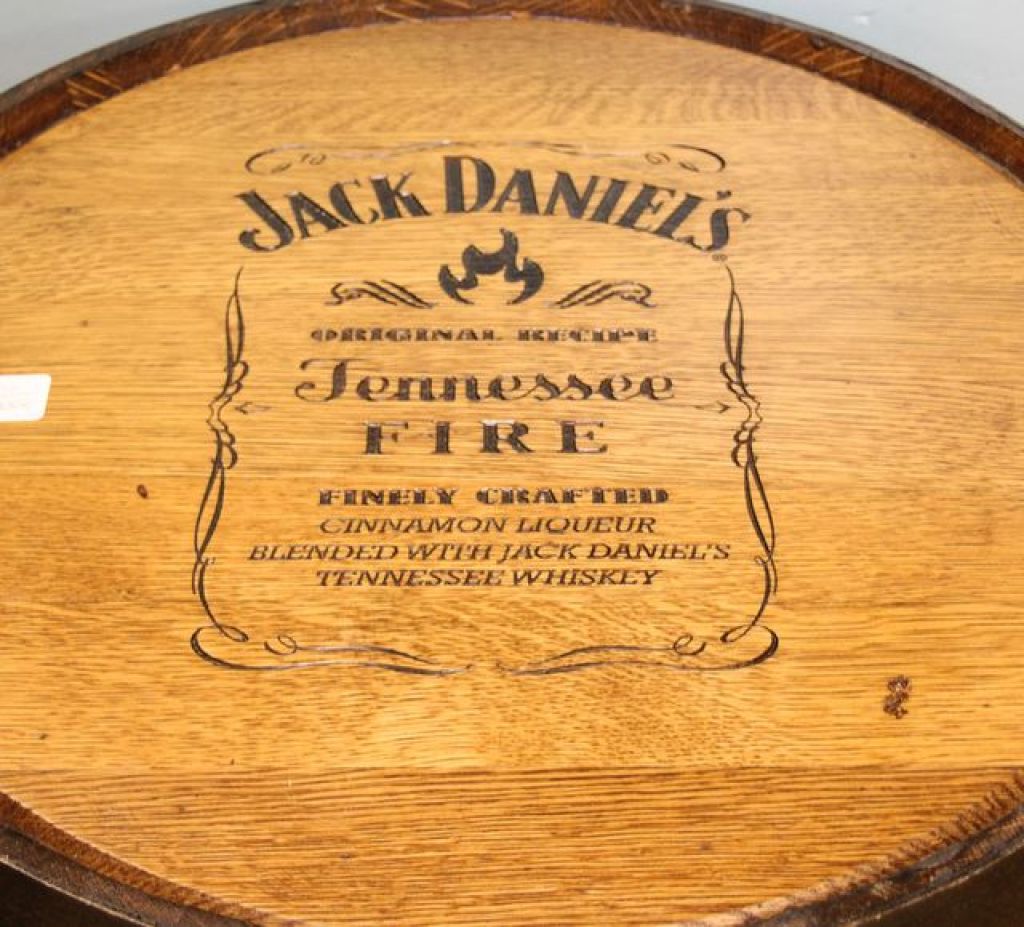 JACK DANIEL'S®
ORIGINAL RECIPE
Tennessee
FIRE
FINELY CRAFTED
CINNAMON LIQUEUR
BLENDED WITH JACK DANIEL'S
TENNESSEE WHISKEY